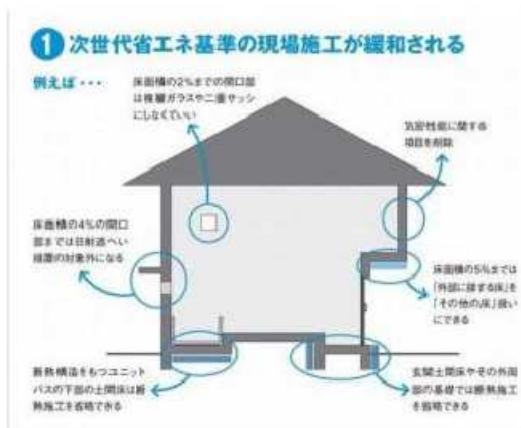 1 次世代省エネ基準の現場施工が緩和される
例えば・・・
床面積の2%までの開口部
は複層ガラスや二重サッシ
にしなくていい
気密性能に関する
項目を削除
床面積の4%の開口
部までは日射遮へい
措置の対象外になる
床面積の5%までは
「外部に接する床」を
「その他の床」扱い
にできる
断熱構造をもつユニット
バスの下部の土間床は断
熱施工を省略できる
玄関土間床やその外周
部の基礎では断熱施工
を省略できる